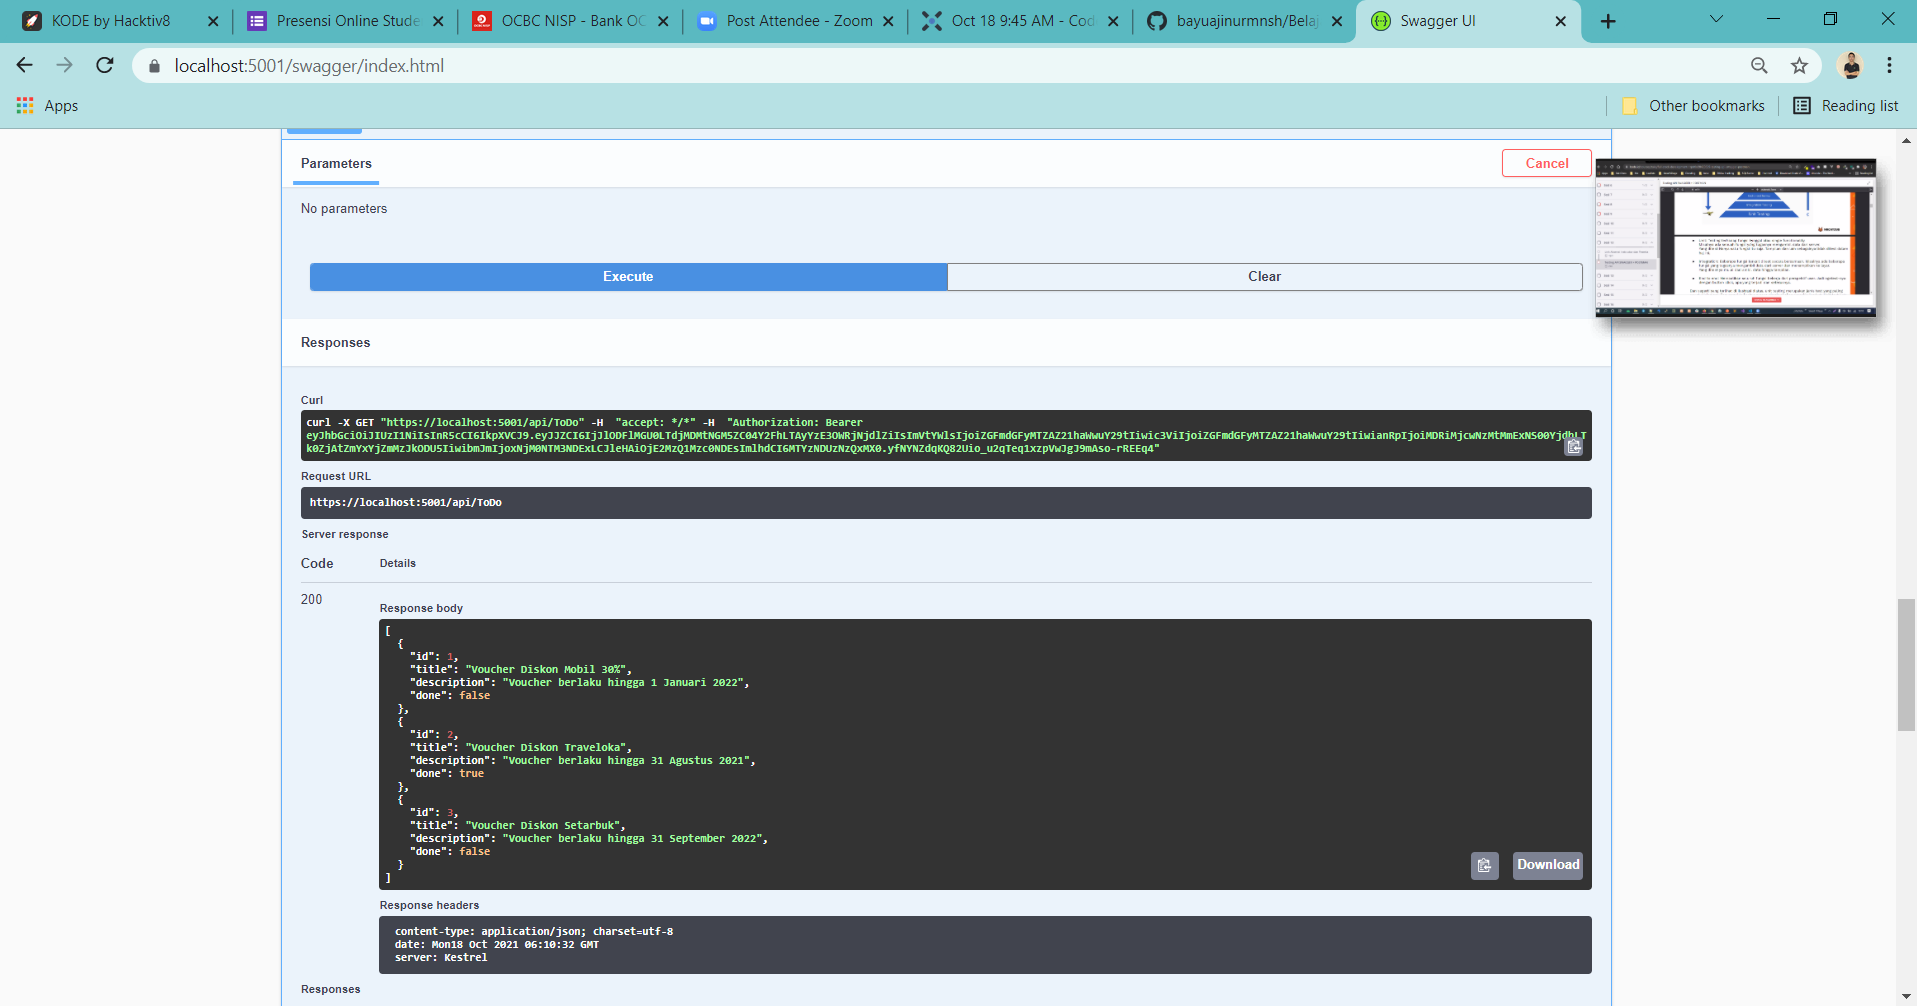 KODE by Hacktiv8
Presensi Online Stude
OCBC NISP - Bank OC
Post Attendee - Zoom
Oct 18 9:45 AM - Cod
bayuajinurmnsh/Belaj
Swagger UI
localhost:5001/swagger/index.html
Apps
Other bookmarks
Reading list
Parameters
Cancel
No parameters
Execute
Clear
Responses
Curl
curl -X GET "https://localhost:5001/api/ToDo" -H  "accept: */*" -H  "Authorization: Bearer
Request URL
https://localhost:5001/api/ToDo
Server response
Code
Details
200
Response body
[
{
"id": 1,
"title": "Voucher Diskon Mobil 30%",
"description": "Voucher berlaku hingga 1 Januari 2022",
"done": false
},
{
"id": 2,
"title": "Voucher Diskon Traveloka",
"description": "Voucher berlaku hingga 31 Agustus 2021",
"done": true
},
{
"id": 3,
"title": "Voucher Diskon Setarbuk",
"description": "Voucher berlaku hingga 31 September 2022",
"done": false
}
]
Download
Response headers
content-type: application/json; charset=utf-8
date: Mon18 Oct 2021 06:10:32 GMT
server: Kestrel
Responses